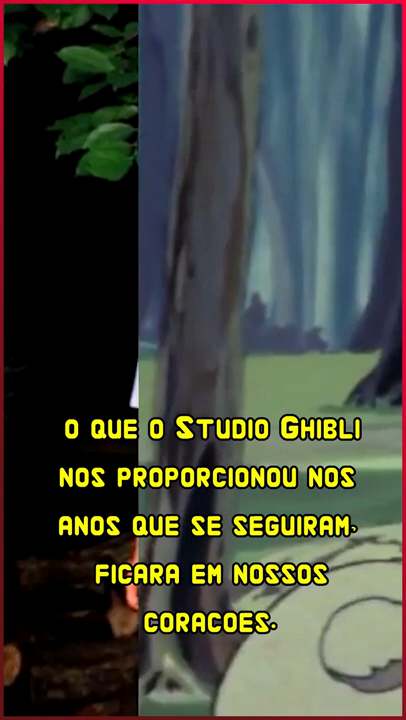 O QUE O STUDIO GHIBLI
NOS PROPORCIONOU NOS
ANOS QUE SE SEGUIRAM,
FICARA EM NOSSOS
CORACOES.